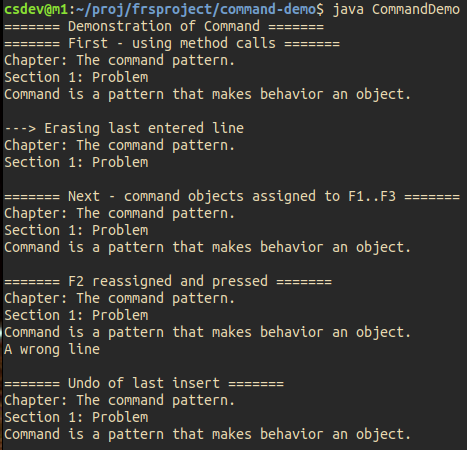 csdev@m1:~/proj/frsproject/command-demo$ java CommandDemo
======= Demonstration of Command =======
======= First - using method calls =======
Chapter: The command pattern.
Section 1: Problem
Command is a pattern that makes behavior an object.

---> Erasing last entered line
Chapter: The command pattern.
Section 1: Problem

======= Next - command objects assigned to F1..F3 =======
Chapter: The command pattern.
Section 1: Problem
Command is a pattern that makes behavior an object.

======= F2 reassigned and pressed =======
Chapter: The command pattern.
Section 1: Problem
Command is a pattern that makes behavior an object.
A wrong line

======= Undo of last insert =======
Chapter: The command pattern.
Section 1: Problem
Command is a pattern that makes behavior an object.